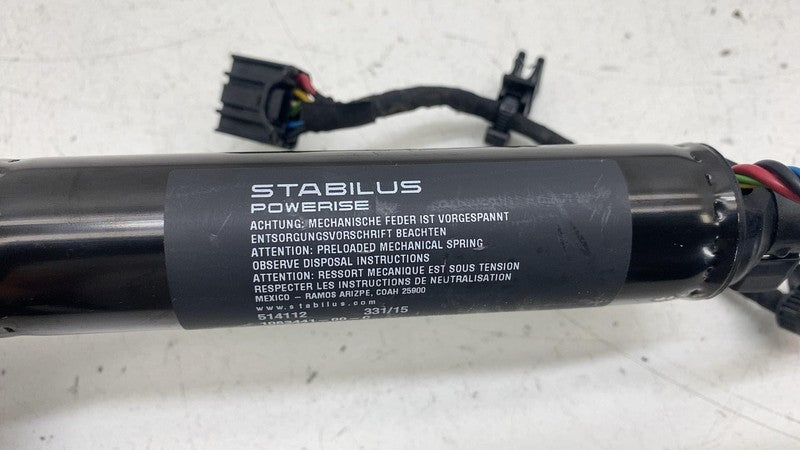 STABILUS
POWERISE
ACHTUNG: MECHANISCHE FEDER IST VORGESPANNT
ENTSORGUNGSVORSCHRIFT BEACHTEN
ATTENTION: PRELOADED MECHANICAL SPRING
OBSERVE DISPOSAL INSTRUCTIONS
ATTENTION: RESSORT MECANIQUE EST SOUS TENSION
RESPECTER LES INSTRUCTIONS DE NEUTRALISATION
MEXICO – RAMOS ARIZPE, COAH 25900
www.stabilus.com
514112 331/15